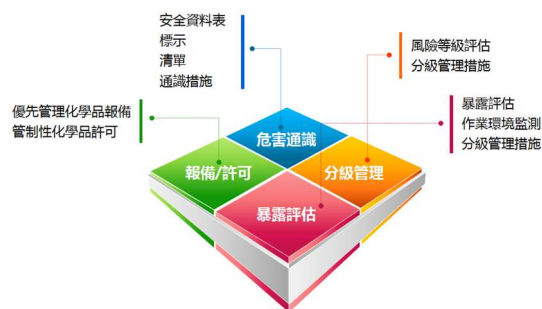 安全資料表
標示
清單
通識措施
風險等級評估
分級管理措施
優先管理化學品報備
管制性化學品許可
暴露評估
作業環境監測
分級管理措施
危害通識
報備/許可
分級管理
暴露評估